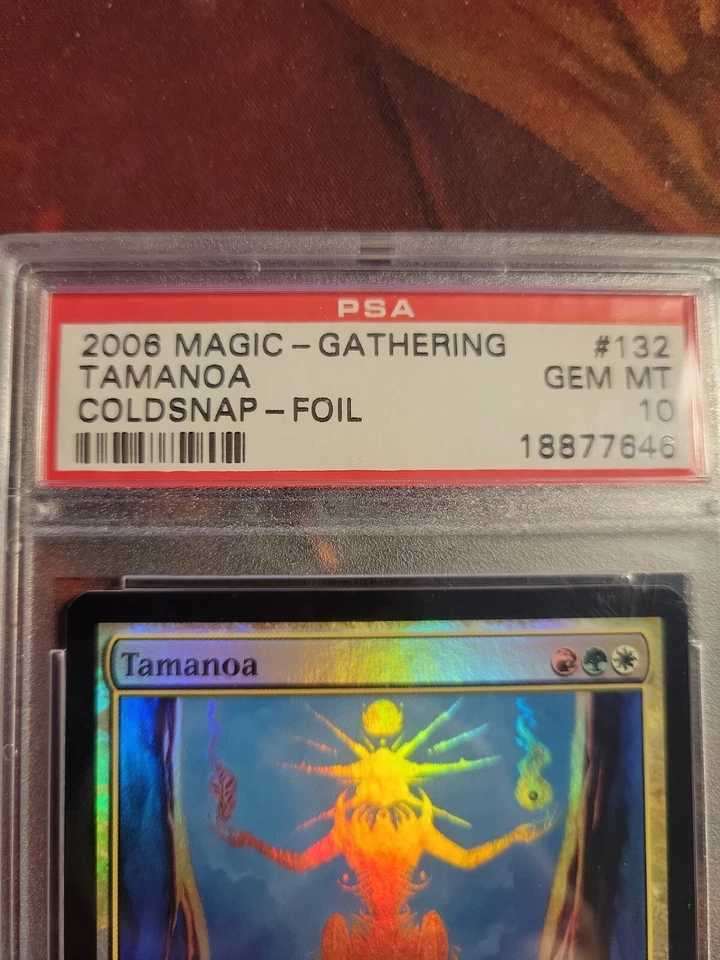 PSA
2006 MAGIC - GATHERING #132
TAMANOA GEM MT
COLDSNAP - FOIL 10
18877646
Tamanoa